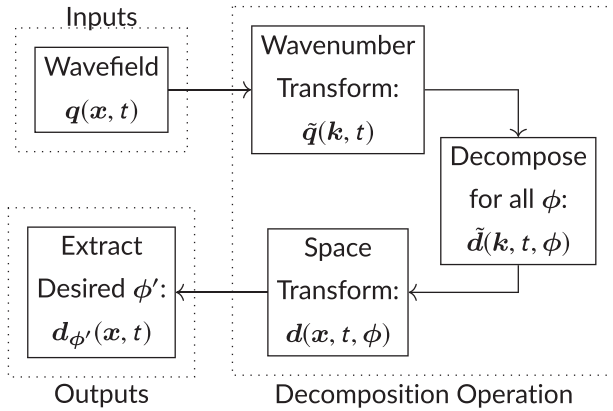 Inputs
Wavefield
q(x, t)
Wavenumber
Transform:
q̃(k, t)
Decompose
for all ϕ:
d̃(k, t, ϕ)
Space
Transform:
d(x, t, ϕ)
Extract
Desired ϕ′:
d_ϕ′(x, t)
Outputs
Decomposition Operation